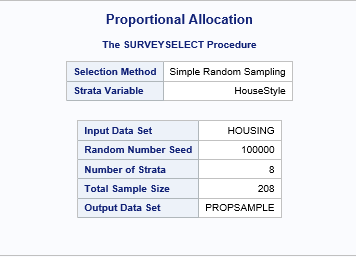 Proportional Allocation
The SURVEYSELECT Procedure
Selection Method Simple Random Sampling
Strata Variable HouseStyle
Input Data Set HOUSING
Random Number Seed 100000
Number of Strata 8
Total Sample Size 208
Output Data Set PROPSAMPLE